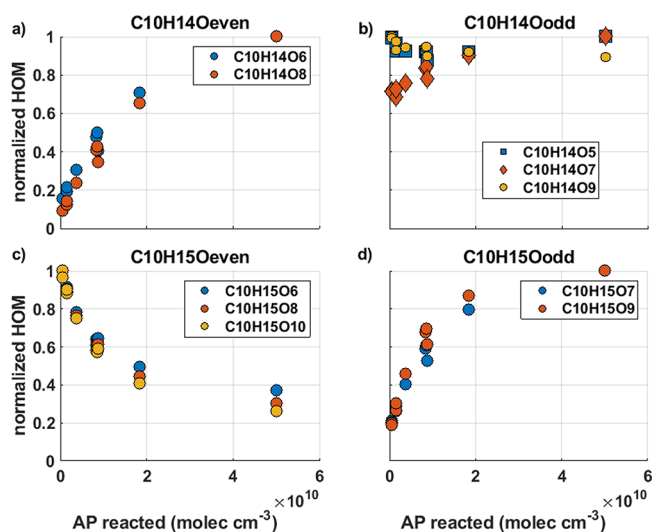 a) C10H14Oeven
1
0.8
0.6
0.4
0.2
0
normalized HOM
C10H14O6
C10H14O8
b) C10H14Oodd
C10H14O5
C10H14O7
C10H14O9
c) C10H15Oeven
1
0.8
0.6
0.4
0.2
0
normalized HOM
C10H15O6
C10H15O8
C10H15O10
0 2 4 6
×10^10
AP reacted (molec cm^-3)
d) C10H15Oodd
C10H15O7
C10H15O9
0 2 4 6
×10^10
AP reacted (molec cm^-3)